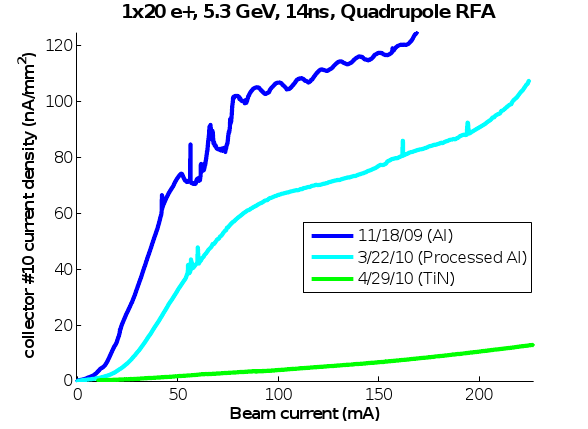 1x20 e+, 5.3 GeV, 14ns, Quadrupole RFA
collector #10 current density (nA/mm²)
120
100
80
60
40
20
0
11/18/09 (Al)
3/22/10 (Processed Al)
4/29/10 (TiN)
0 50 100 150 200
Beam current (mA)